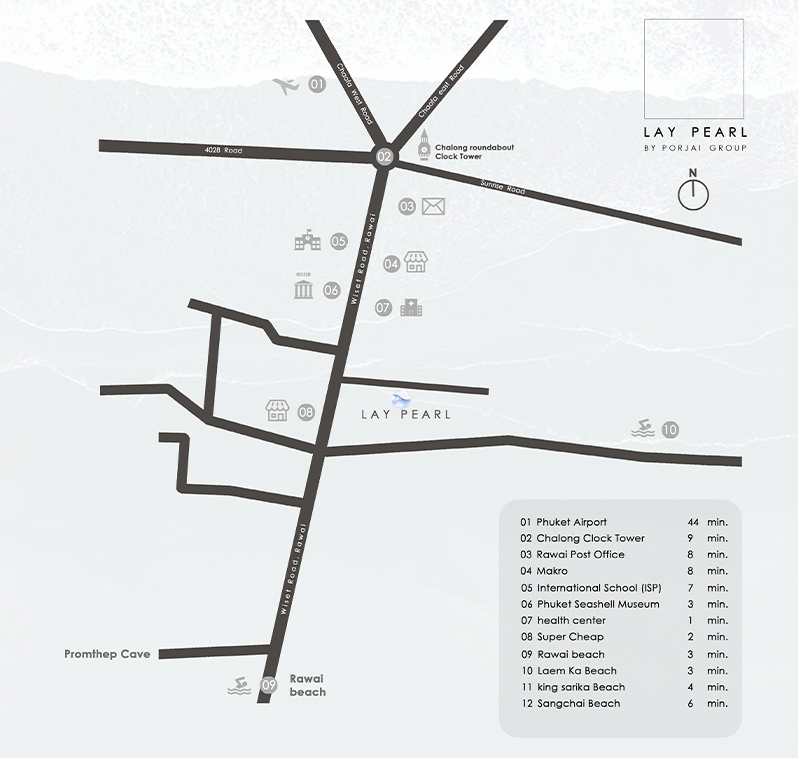 01
Chaofa West Road
Chaofa east Road
LAY PEARL
BY PORJAI GROUP
4028 Road
02
Chalong roundabout
Clock Tower
N
Sunrise Road
03
Wiset Road, Rawai
05
04
MUSEUM
06
07
08
LAY PEARL
10
Wiset Road, Rawai
01 Phuket Airport 44 min.
02 Chalong Clock Tower 9 min.
03 Rawai Post Office 8 min.
04 Makro 8 min.
05 International School (ISP) 7 min.
06 Phuket Seashell Museum 3 min.
07 health center 1 min.
08 Super Cheap 2 min.
09 Rawai beach 3 min.
10 Laem Ka Beach 3 min.
11 king sarika Beach 4 min.
12 Sangchai Beach 6 min.
Promthep Cave
09
Rawai
beach